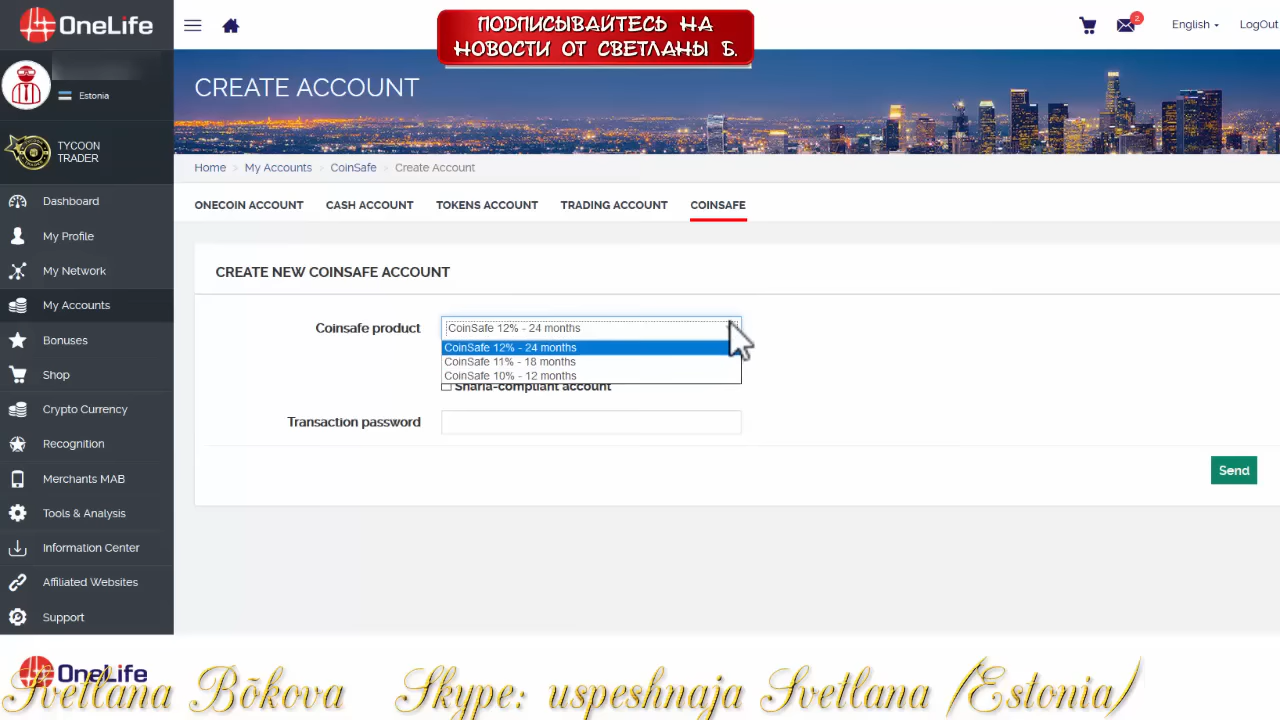 OneLife
ПОДПИСЫВАЙТЕСЬ НА
НОВОСТИ ОТ СВЕТЛАНЫ Б.
2
English
LogOut
Estonia
CREATE ACCOUNT
TYCOON
TRADER
Home > My Accounts > CoinSafe > Create Account
Dashboard
My Profile
My Network
My Accounts
Bonuses
Shop
Crypto Currency
Recognition
Merchants MAB
Tools & Analysis
Information Center
Affiliated Websites
Support
ONECOIN ACCOUNT CASH ACCOUNT TOKENS ACCOUNT TRADING ACCOUNT COINSAFE
CREATE NEW COINSAFE ACCOUNT
Coinsafe product
CoinSafe 12% - 24 months
CoinSafe 12% - 24 months
CoinSafe 11% - 18 months
CoinSafe 10% - 12 months
Sharia-compliant account
Transaction password
Send
OneLife
Svetlana Bõkova Skype: uspeshnaja Svetlana (Estonia)